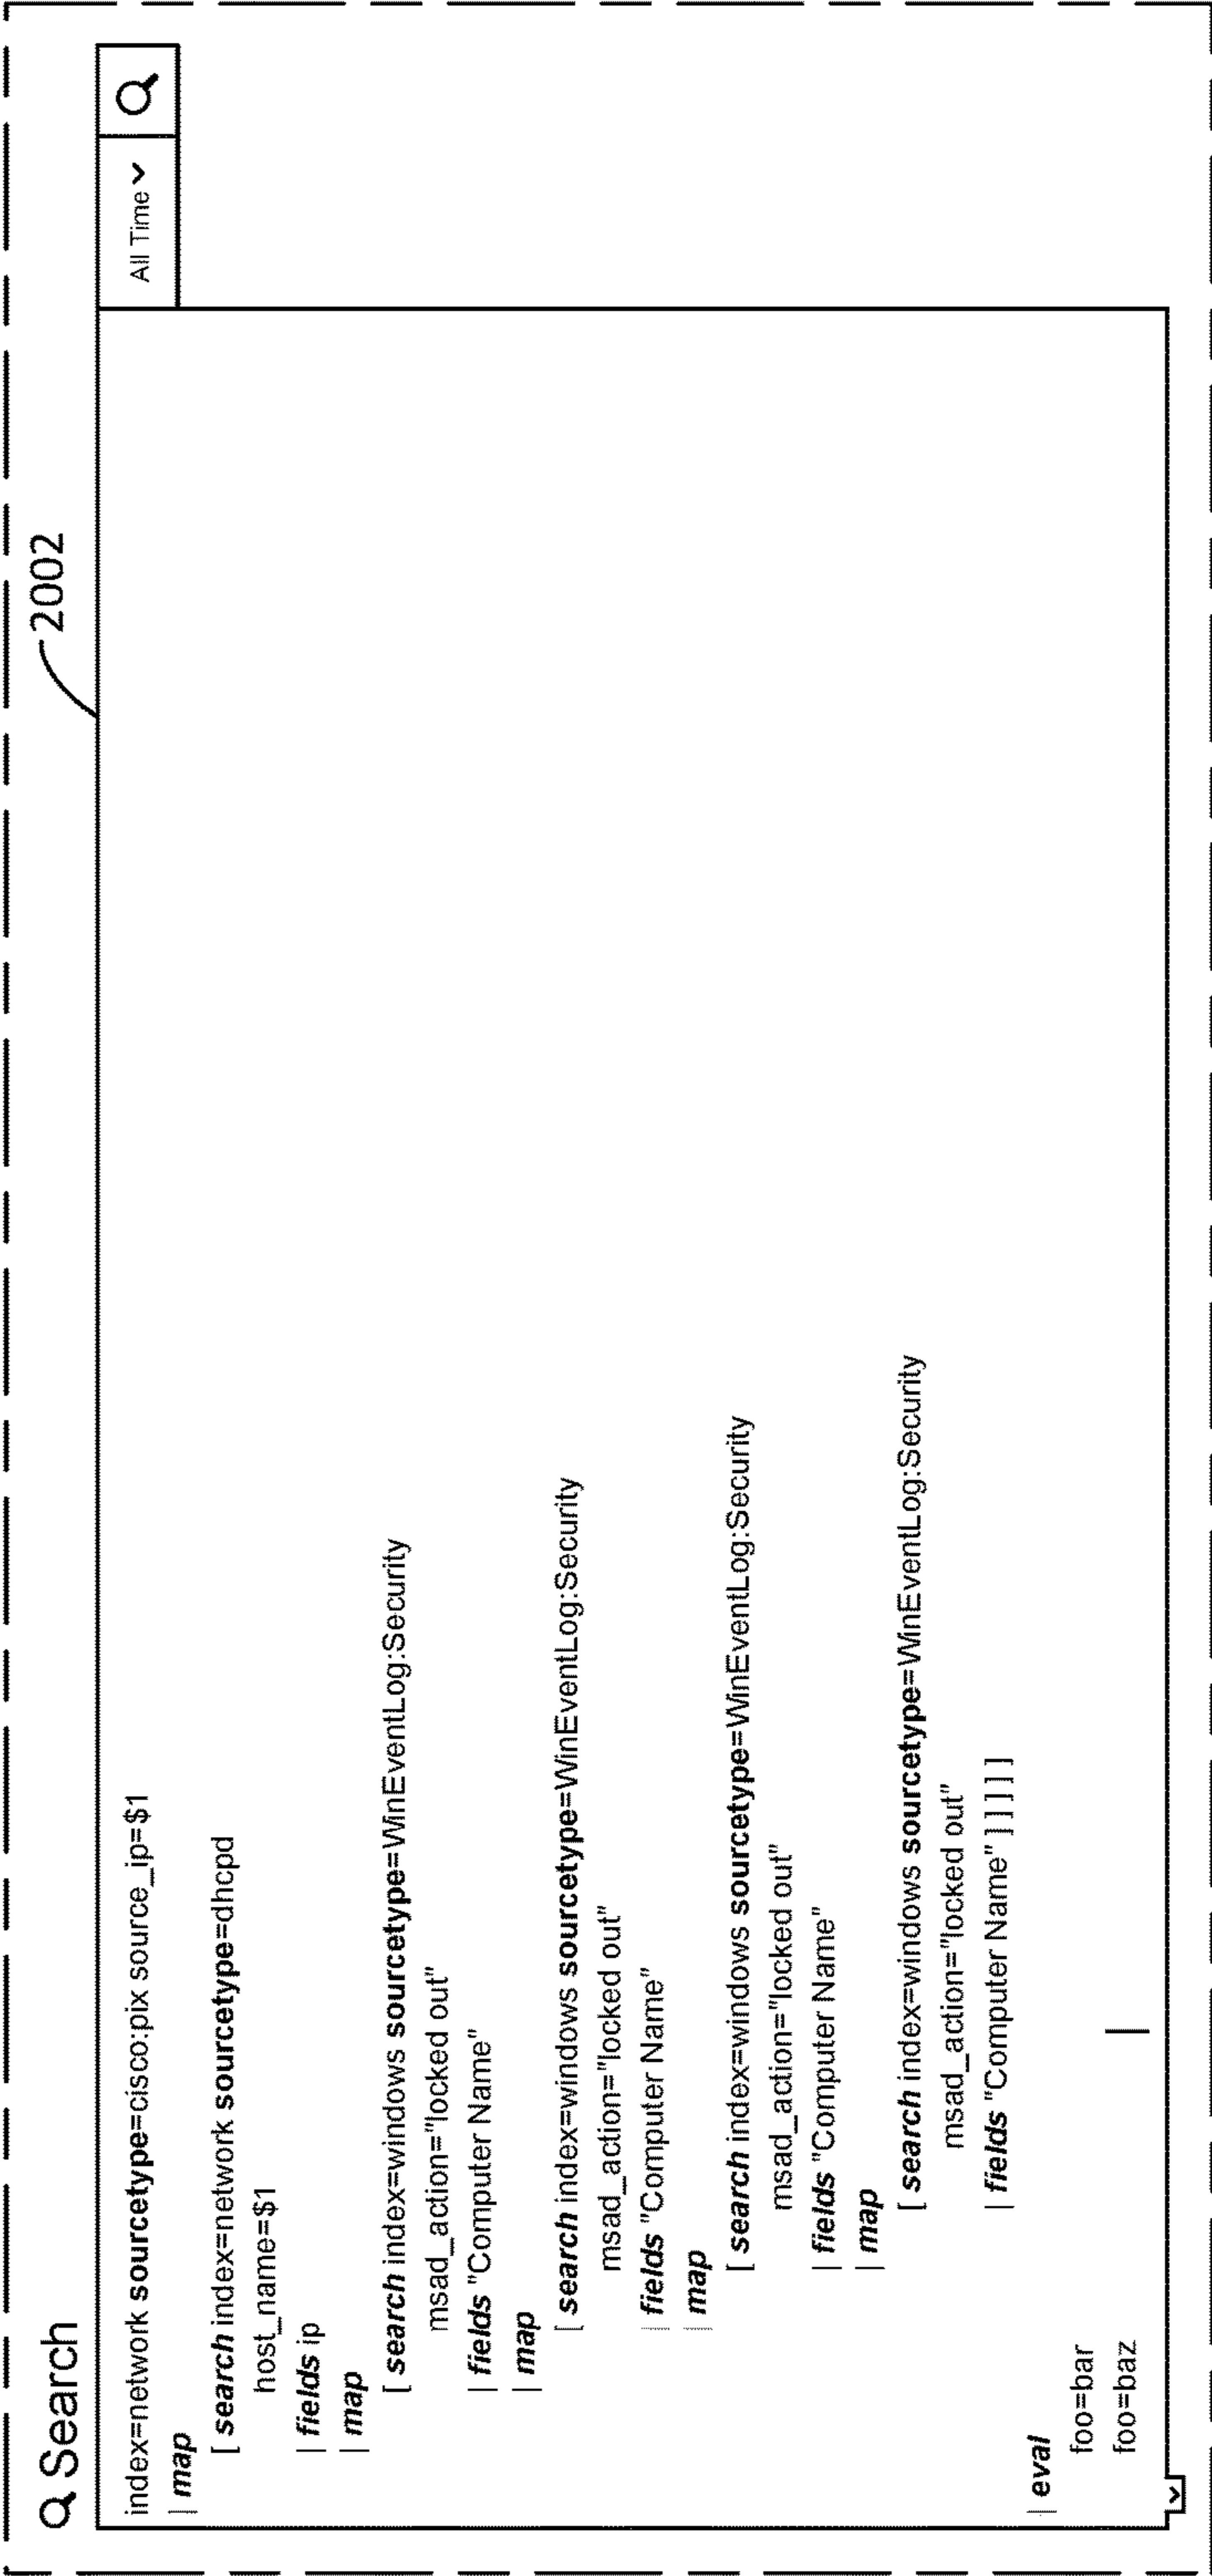 Search
2002
All Time
index=network sourcetype=cisco:pix source_ip=$1
| map
[ search index=network sourcetype=dhcpd
host_name=$1
| fields ip
| map
[ search index=windows sourcetype=WinEventLog:Security
msad_action="locked out"
| fields "Computer Name"
| map
[ search index=windows sourcetype=WinEventLog:Security
msad_action="locked out"
| fields "Computer Name"
| map
[ search index=windows sourcetype=WinEventLog:Security
msad_action="locked out"
| fields "Computer Name"
| map
[ search index=windows sourcetype=WinEventLog:Security
msad_action="locked out"
| fields "Computer Name" ] ] ] ] ]
| eval
foo=bar
foo=baz